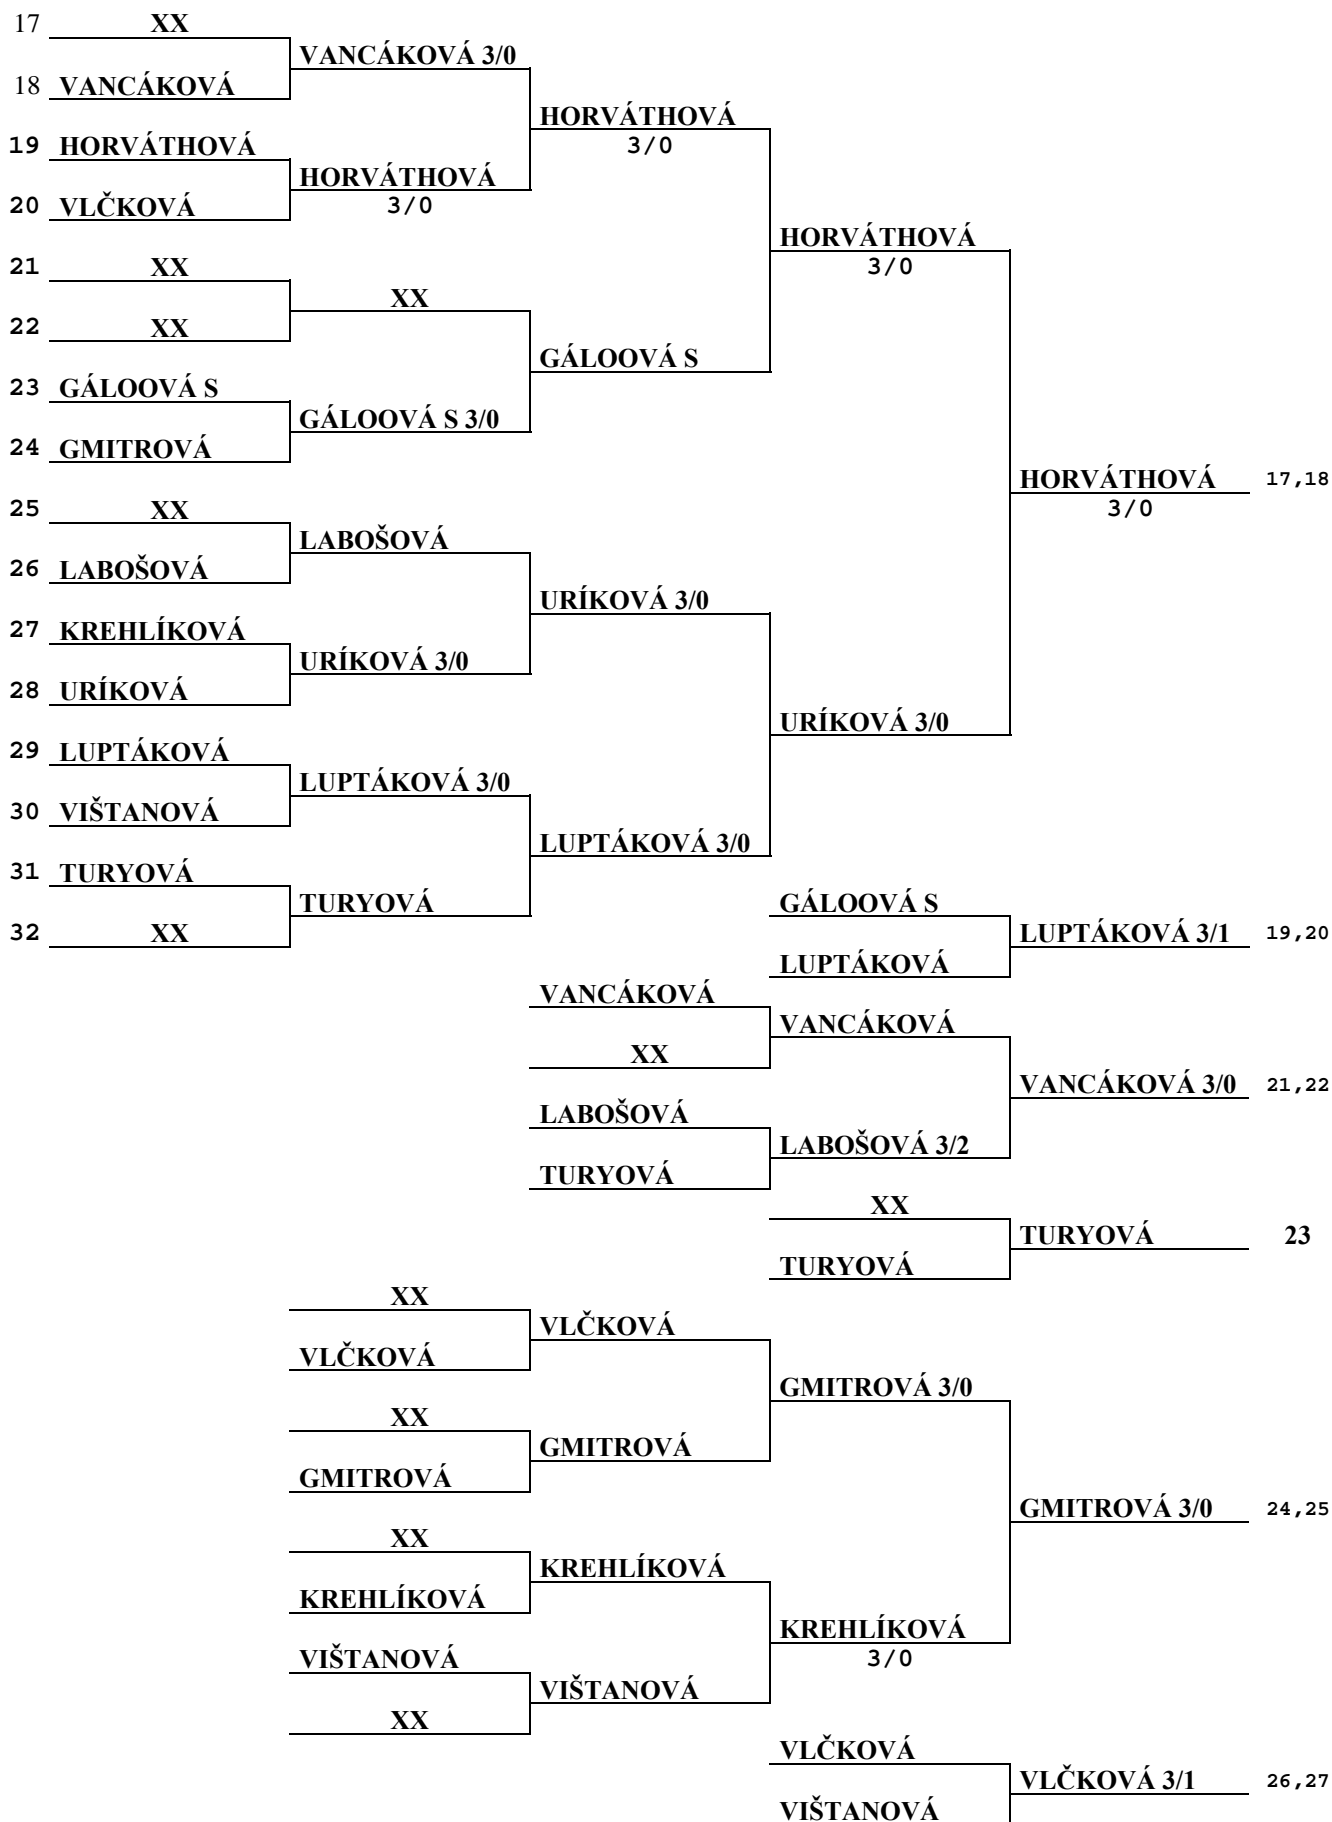 17 XX
VANCÁKOVÁ 3/0
18 VANCÁKOVÁ
HORVÁTHOVÁ
3/0
19 HORVÁTHOVÁ
HORVÁTHOVÁ
3/0
20 VLČKOVÁ
HORVÁTHOVÁ
3/0
21 XX
XX
22 XX
GÁLOOVÁ S
23 GÁLOOVÁ S
GÁLOOVÁ S 3/0
24 GMITROVÁ
HORVÁTHOVÁ 17,18
3/0
25 XX
LABOŠOVÁ
26 LABOŠOVÁ
URÍKOVÁ 3/0
27 KREHLÍKOVÁ
URÍKOVÁ 3/0
28 URÍKOVÁ
URÍKOVÁ 3/0
29 LUPTÁKOVÁ
LUPTÁKOVÁ 3/0
30 VIŠTANOVÁ
LUPTÁKOVÁ 3/0
31 TURYOVÁ
TURYOVÁ
GÁLOOVÁ S
32 XX
LUPTÁKOVÁ 3/1 19,20
LUPTÁKOVÁ
VANCÁKOVÁ
VANCÁKOVÁ
XX
VANCÁKOVÁ 3/0 21,22
LABOŠOVÁ
LABOŠOVÁ 3/2
TURYOVÁ
XX
TURYOVÁ 23
TURYOVÁ
XX
VLČKOVÁ
VLČKOVÁ
GMITROVÁ 3/0
XX
GMITROVÁ
GMITROVÁ
GMITROVÁ 3/0 24,25
XX
KREHLÍKOVÁ
KREHLÍKOVÁ
KREHLÍKOVÁ
3/0
VIŠTANOVÁ
VIŠTANOVÁ
XX
VLČKOVÁ
VLČKOVÁ 3/1 26,27
VIŠTANOVÁ